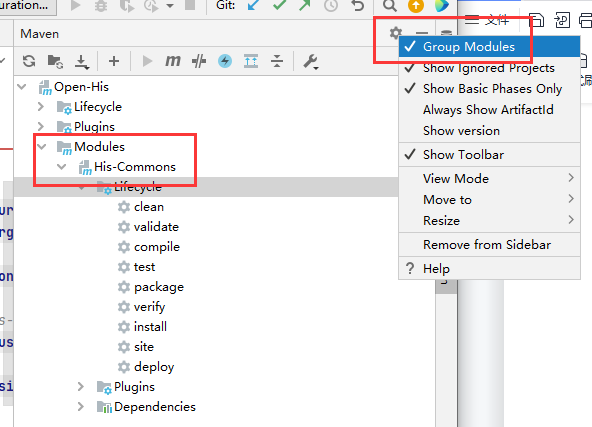 onfiguration...
Git:
文件
Maven
Group Modules
Open-His
Show Ignored Projects
Lifecycle
Show Basic Phases Only
Plugins
Always Show ArtifactId
Modules
Show version
His-Commons
Show Toolbar
Lifecycle
View Mode
clean
Move to
validate
Resize
compile
Remove from Sidebar
test
Help
package
verify
install
site
deploy
Plugins
Dependencies